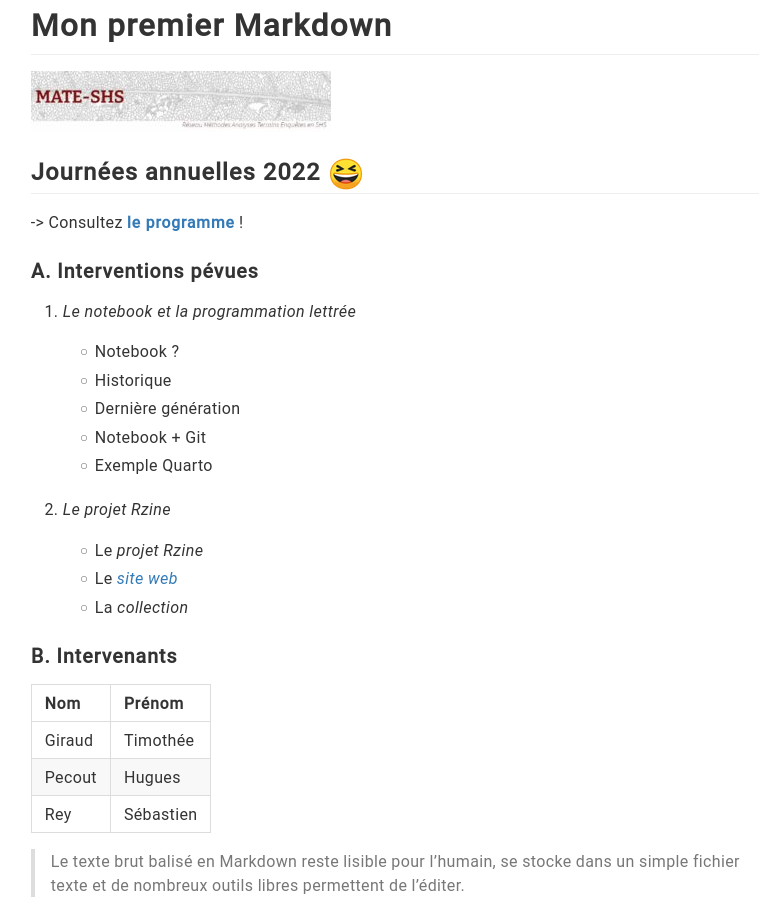 Mon premier Markdown
MATE-SHS
Réseau Méthodes Analyses Terrains Enquêtes en SHS
Journées annuelles 2022 😆
-> Consultez le programme !
A. Interventions pévues
1. Le notebook et la programmation lettrée
○ Notebook ?
○ Historique
○ Dernière génération
○ Notebook + Git
○ Exemple Quarto
2. Le projet Rzine
○ Le projet Rzine
○ Le site web
○ La collection
B. Intervenants
Nom Prénom
Giraud Timothée
Pecout Hugues
Rey Sébastien
Le texte brut balisé en Markdown reste lisible pour l’humain, se stocke dans un simple fichier
texte et de nombreux outils libres permettent de l’éditer.